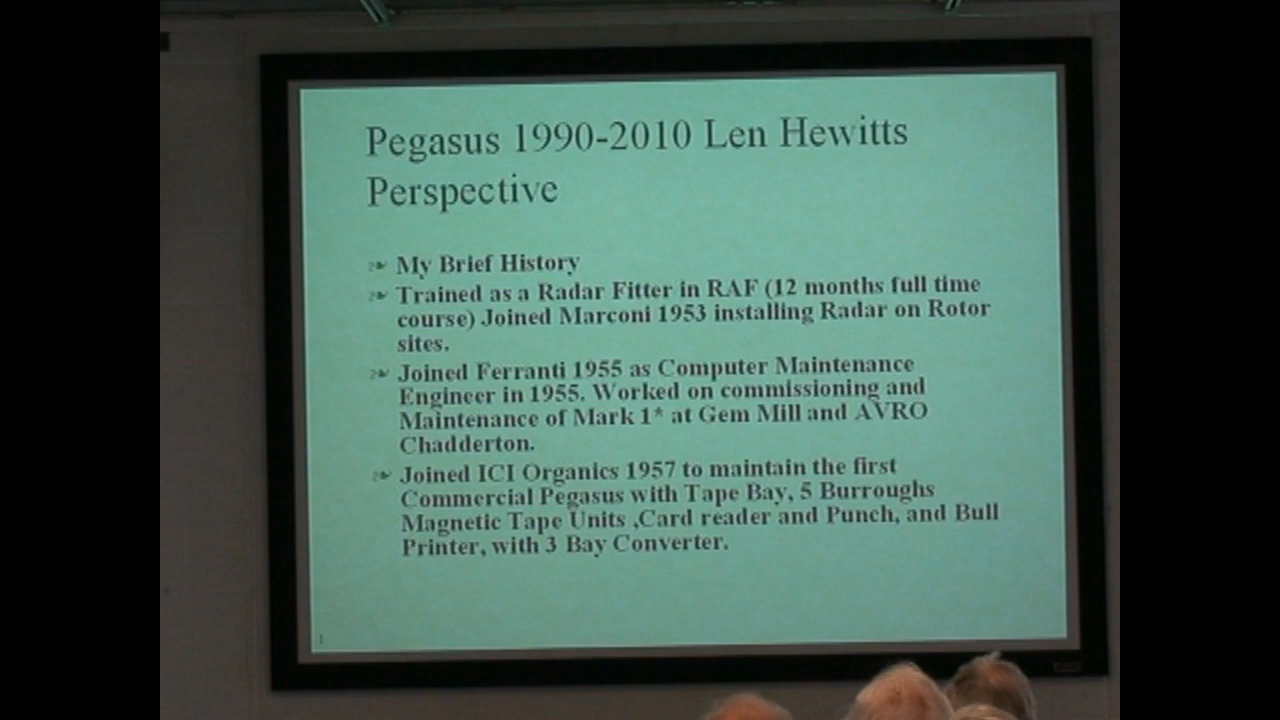 Pegasus 1990-2010 Len Hewitts
Perspective
My Brief History
Trained as a Radar Fitter in RAF (12 months full time
course) Joined Marconi 1953 installing Radar on Rotor
sites.
Joined Ferranti 1955 as Computer Maintenance
Engineer in 1955. Worked on commissioning and
Maintenance of Mark 1* at Gem Mill and AVRO
Chadderton.
Joined ICI Organics 1957 to maintain the first
Commercial Pegasus with Tape Bay, 5 Burroughs
Magnetic Tape Units ,Card reader and Punch, and Bull
Printer, with 3 Bay Converter.
1